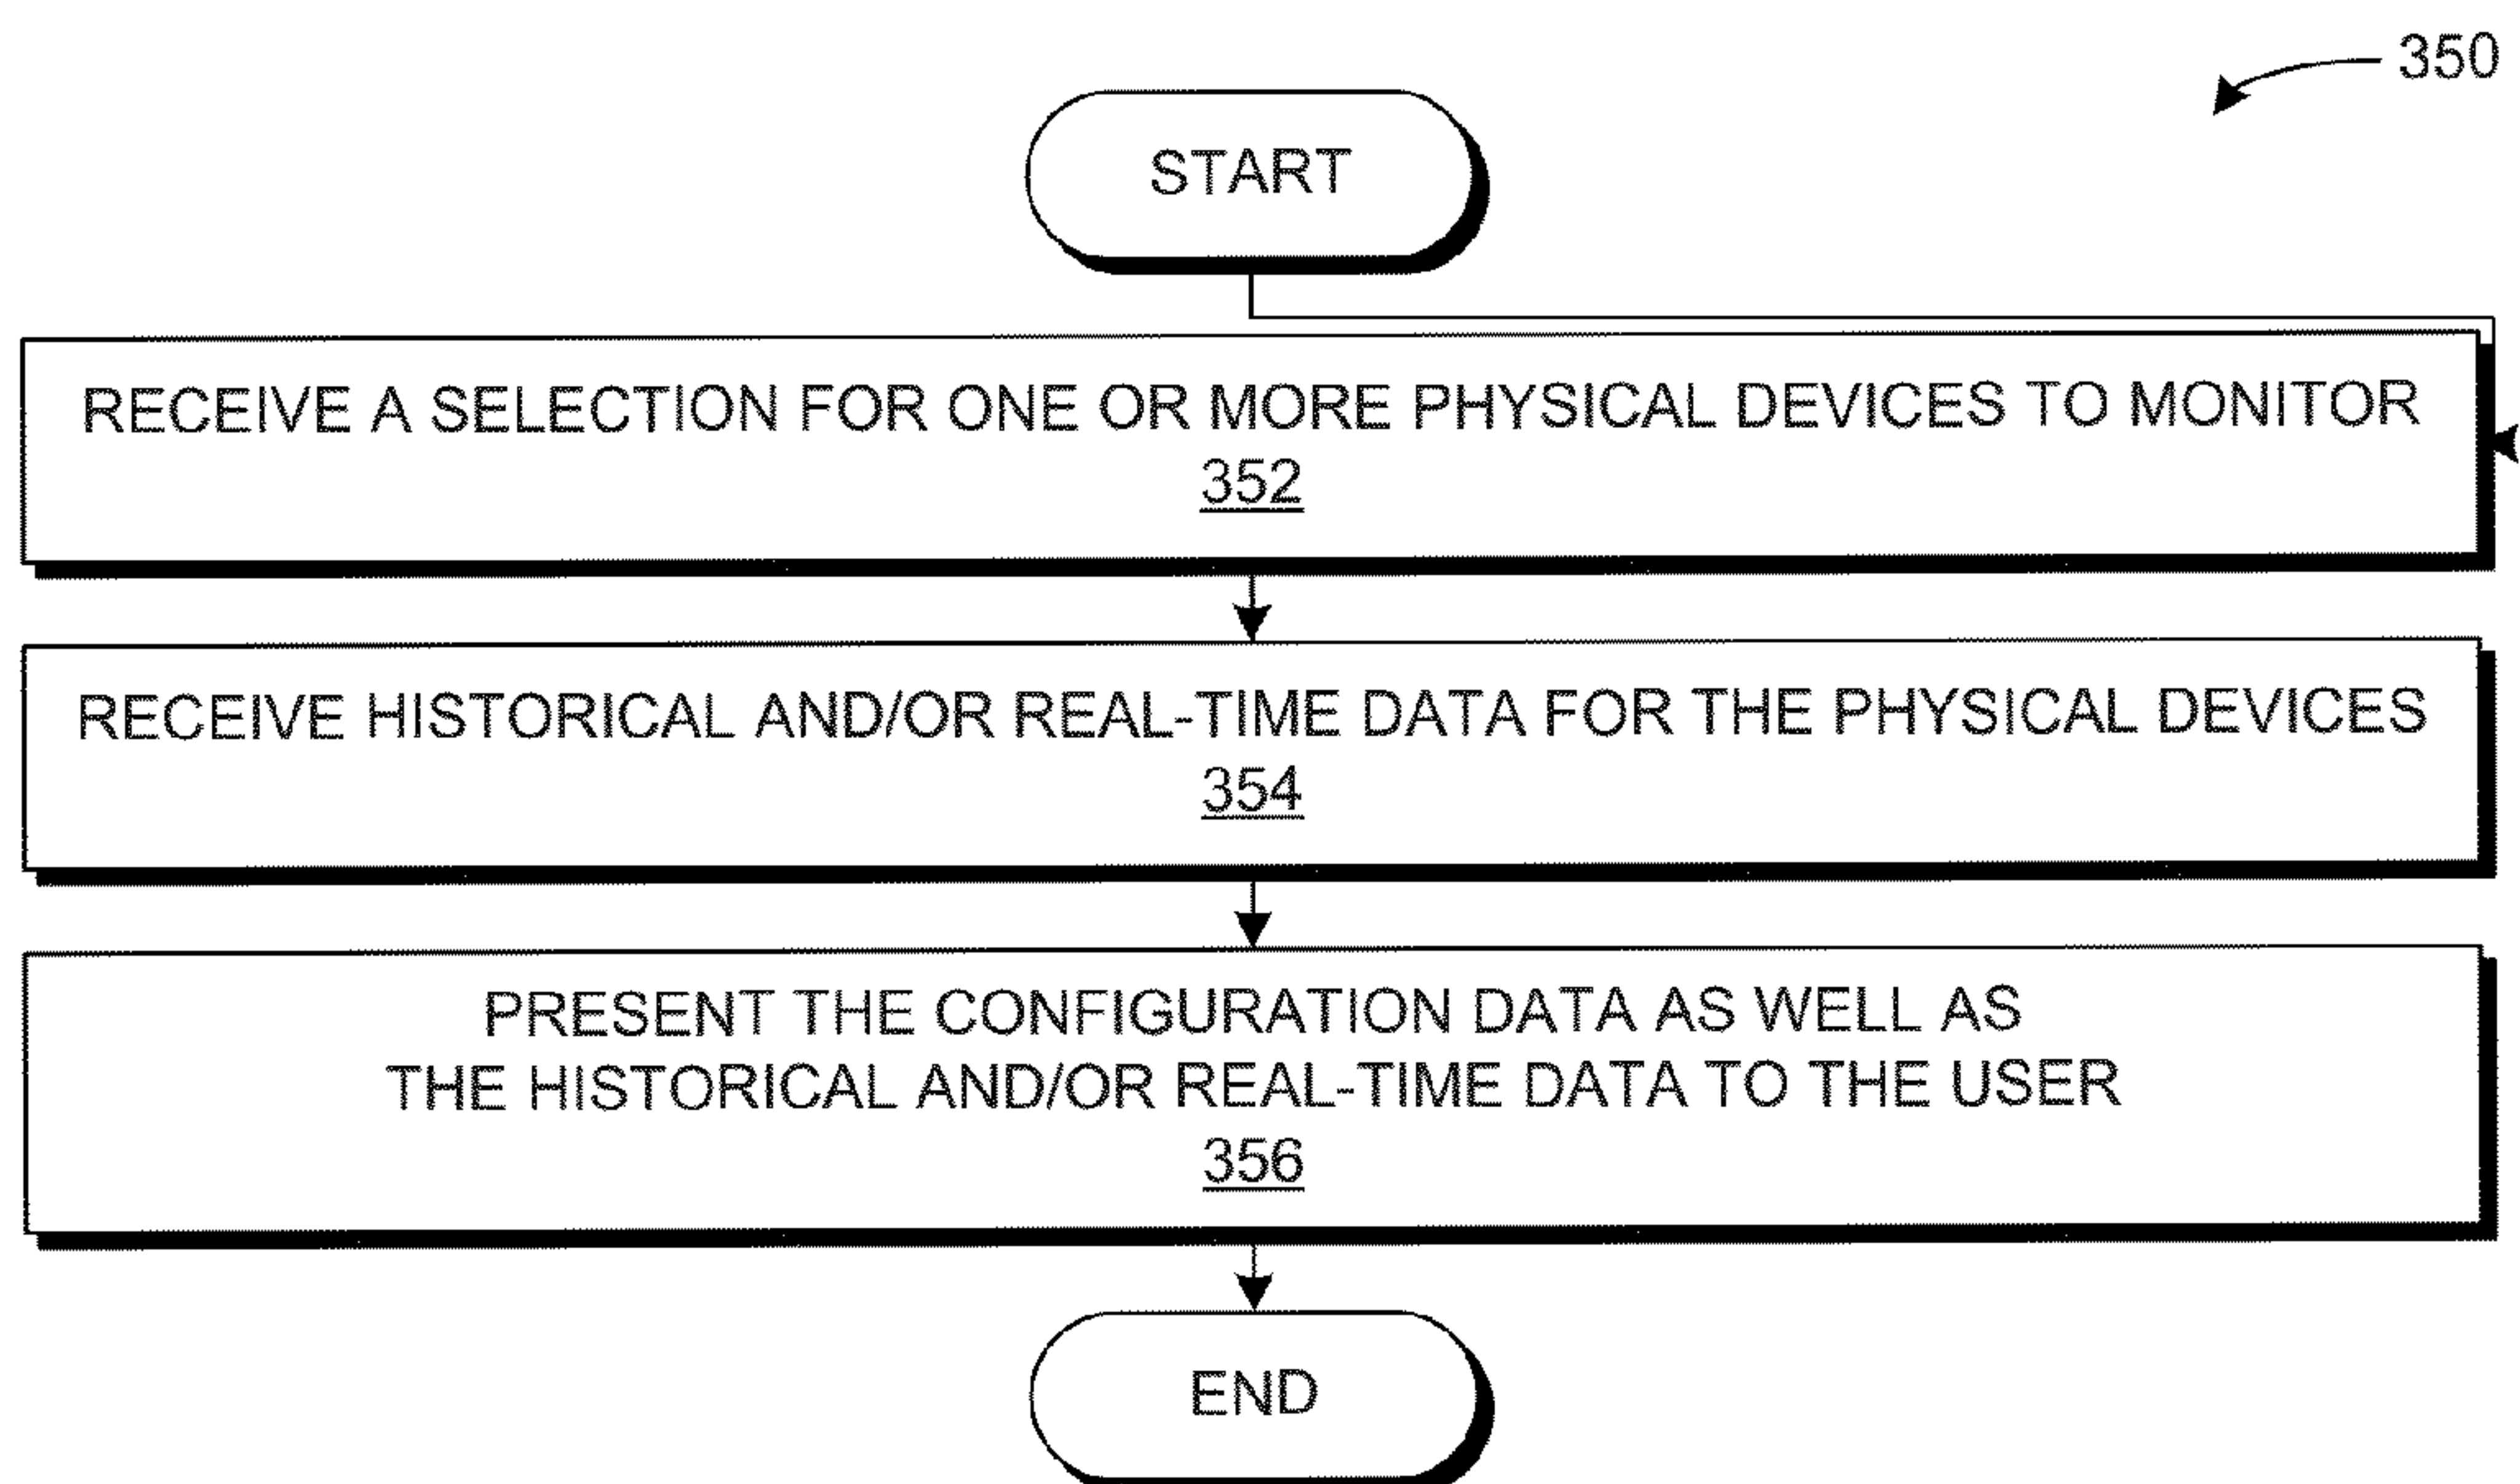 350
START
RECEIVE A SELECTION FOR ONE OR MORE PHYSICAL DEVICES TO MONITOR
352
RECEIVE HISTORICAL AND/OR REAL-TIME DATA FOR THE PHYSICAL DEVICES
354
PRESENT THE CONFIGURATION DATA AS WELL AS
THE HISTORICAL AND/OR REAL-TIME DATA TO THE USER
356
END